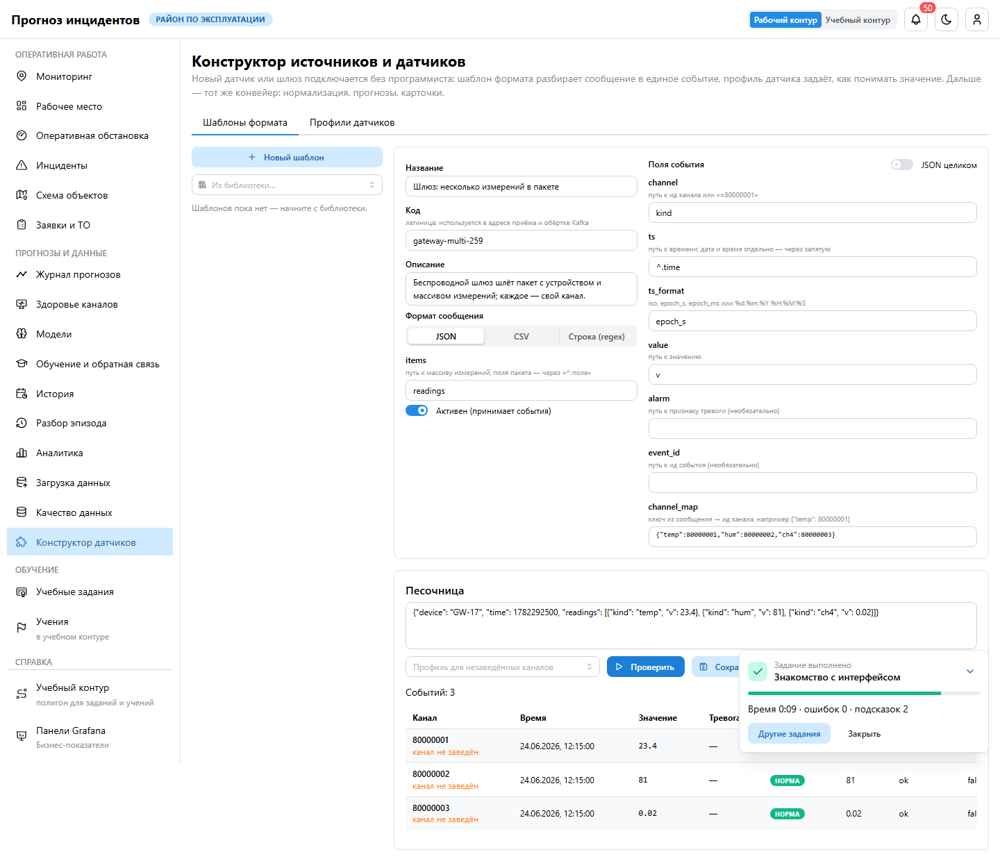 Прогноз инцидентов
РАЙОН ПО ЭКСПЛУАТАЦИИ
Рабочий контур
Учебный контур
50
ОПЕРАТИВНАЯ РАБОТА
Мониторинг
Рабочее место
Оперативная обстановка
Инциденты
Схема объектов
Заявки и ТО
ПРОГНОЗЫ И ДАННЫЕ
Журнал прогнозов
Здоровье каналов
Модели
Обучение и обратная связь
История
Разбор эпизода
Аналитика
Загрузка данных
Качество данных
Конструктор датчиков
ОБУЧЕНИЕ
Учебные задания
Учения
в учебном контуре
СПРАВКА
Учебный контур
полигон для заданий и учений
Панели Grafana
Бизнес-показатели
Конструктор источников и датчиков
Новый датчик или шлюз подключается без программиста: шаблон формата разбирает сообщение в единое событие, профиль датчика задаёт, как понимать значение. Дальше
— тот же конвейер: нормализация, прогнозы, карточки.
Шаблоны формата
Профили датчиков
Новый шаблон
Из библиотеки...
Шаблонов пока нет — начните с библиотеки.
Название
Шлюз: несколько измерений в пакете
Код
латиница; используется в адресе приёма и обёртке Kafka
gateway-multi-259
Описание
Беспроводной шлюз шлёт пакет с устройством и
массивом измерений; каждое — свой канал.
Формат сообщения
JSON
CSV
Строка (regex)
items
путь к массиву измерений; поля пакета — через «^.поле»
readings
Активен (принимает события)
Поля события
JSON целиком
channel
путь к ид канала или «=80000001»
kind
ts
путь к времени; дата и время отдельно — через запятую
^.time
ts_format
iso, epoch_s, epoch_ms или %d.%m.%Y %H:%M:%S
epoch_s
value
путь к значению
v
alarm
путь к признаку тревоги (необязательно)
event_id
путь к ид события (необязательно)
channel_map
ключ из сообщения → ид канала, например {"temp": 80000001}
{"temp":80000001,"hum":80000002,"ch4":80000003}
Песочница
{"device": "GW-17", "time": 1782292500, "readings": [{"kind": "temp", "v": 23.4}, {"kind": "hum", "v": 81}, {"kind": "ch4", "v": 0.02}]}
Профиль для незаведённых каналов
Проверить
Сохра
Событий: 3
Канал
Время
Значение
Тревога
80000001
канал не заведён
24.06.2026, 12:15:00
23.4
—
80000002
канал не заведён
24.06.2026, 12:15:00
81
—
НОРМА
81
ok
fal
80000003
канал не заведён
24.06.2026, 12:15:00
0.02
—
НОРМА
0.02
ok
fal
Задание выполнено
Знакомство с интерфейсом
Время 0:09 · ошибок 0 · подсказок 2
Другие задания
Закрыть